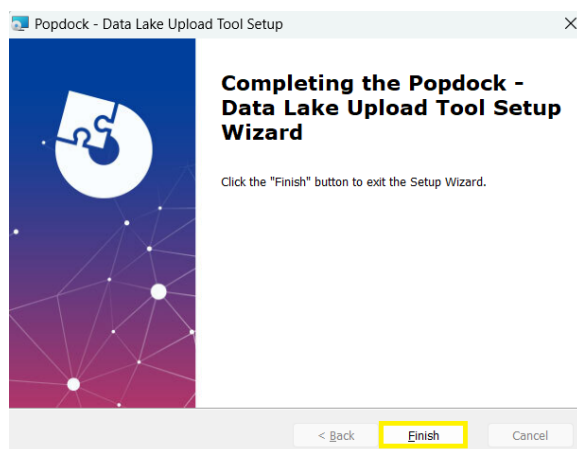 Popdock - Data Lake Upload Tool Setup
Completing the Popdock -
Data Lake Upload Tool Setup
Wizard
Click the "Finish" button to exit the Setup Wizard.
< Back Finish Cancel